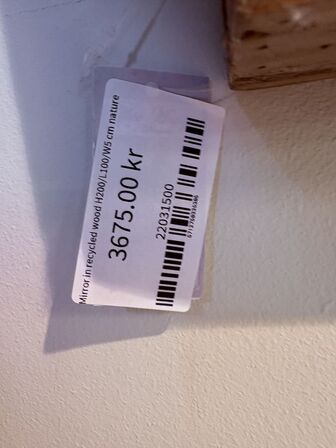 Mirror in recycled wood H200/L100/W5 cm nature
3675.00 kr
22031500